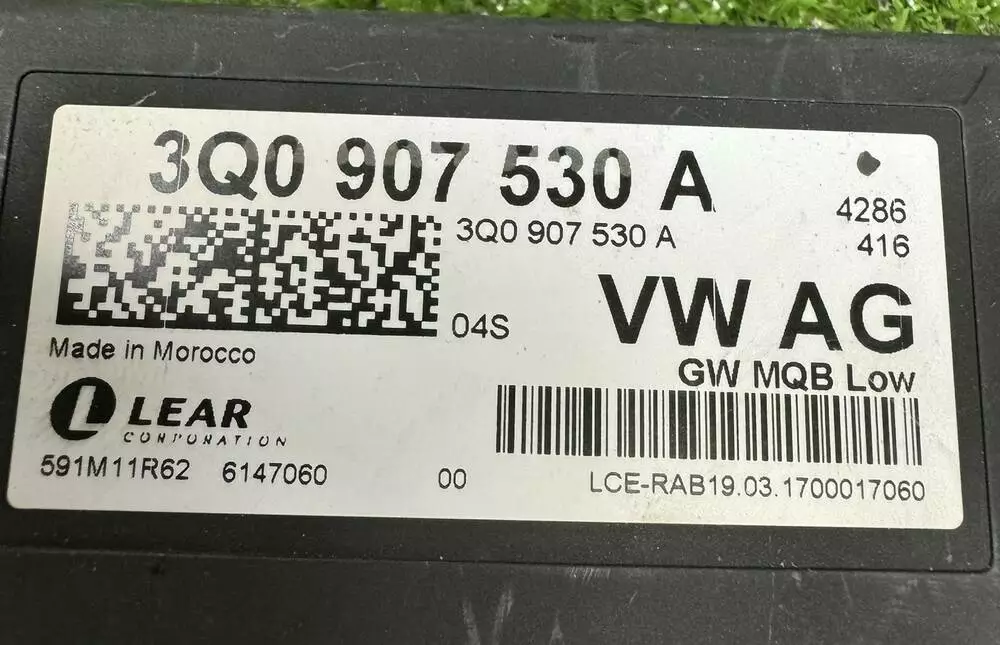 3Q0 907 530 A
4286
3Q0 907 530 A
416
VW AG
04S
Made in Morocco
GW MQB Low
LEAR
CORPORATION
591M11R62 6147060 00
LCE-RAB19.03.1700017060